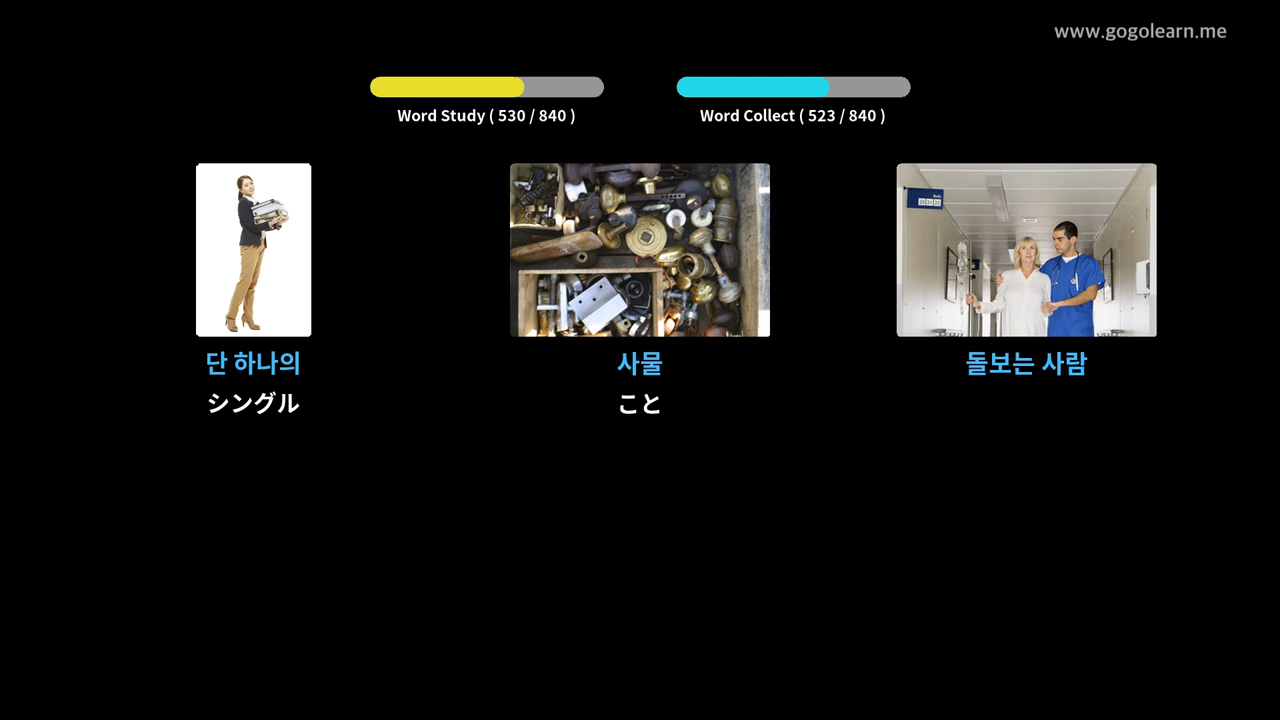 www.gogolearn.me
Word Study ( 530 / 840 )
Word Collect ( 523 / 840 )
단 하나의
シングル
사물
こと
돌보는 사람